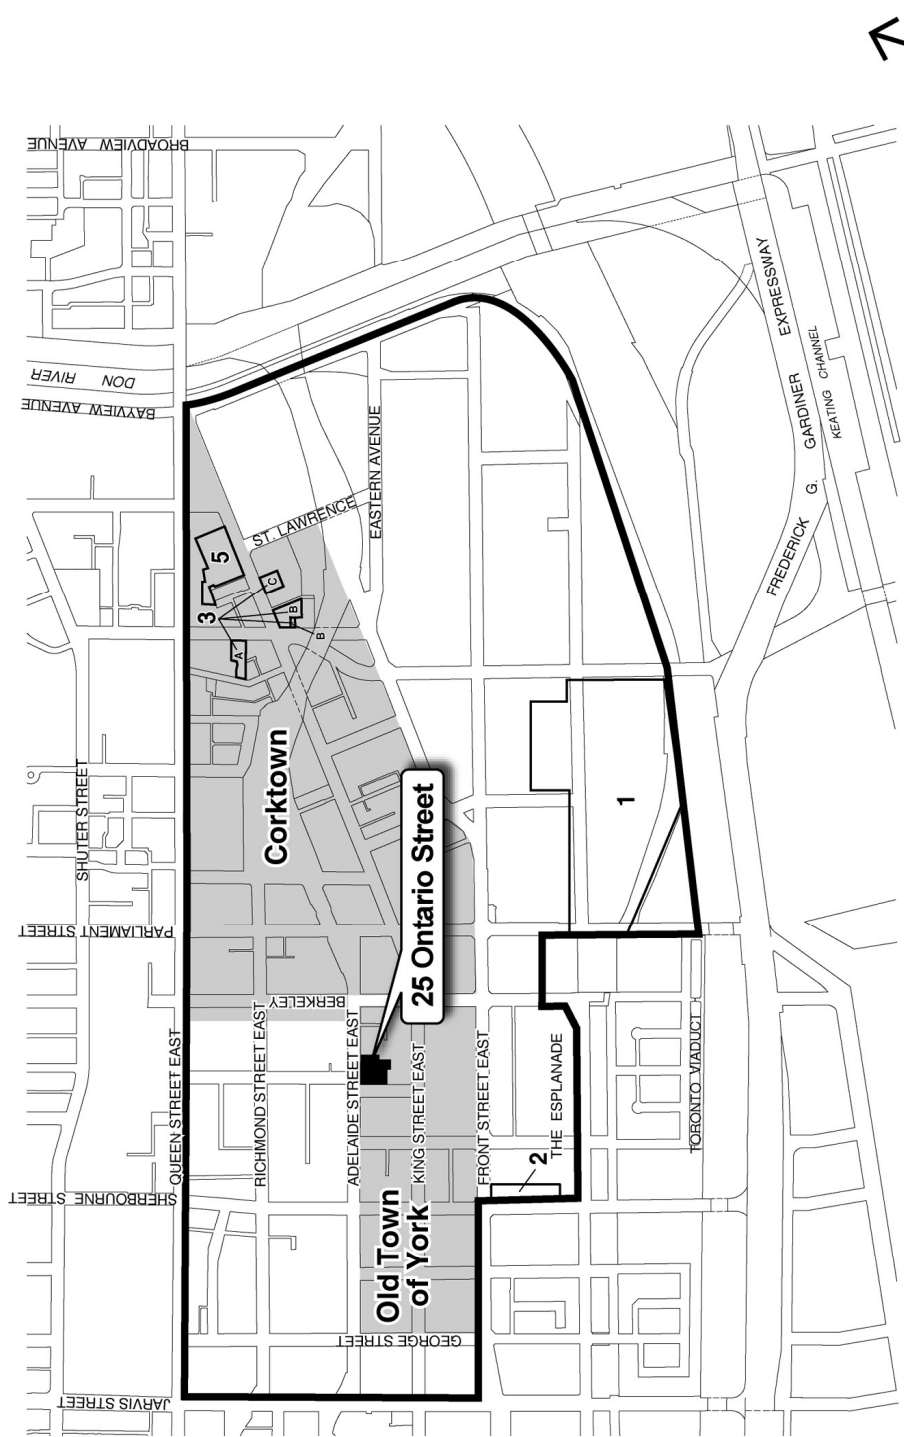 BROADVIEW AVENUE
DON RIVER
BAYVIEW AVENUE
SHUTER STREET
PARLIAMENT STREET
SHERBOURNE STREET
JARVIS STREET
QUEEN STREET EAST
RICHMOND STREET EAST
ADELAIDE STREET EAST
KING STREET EAST
FRONT STREET EAST
THE ESPLANADE
TORONTO VIADUCT
BERKELEY
GEORGE STREET
ST. LAWRENCE
EASTERN AVENUE
FREDERICK G. GARDINER EXPRESSWAY
KEATING CHANNEL
Corktown
Old Town
of York
25 Ontario Street
1
2
3
5
A
B
B
C